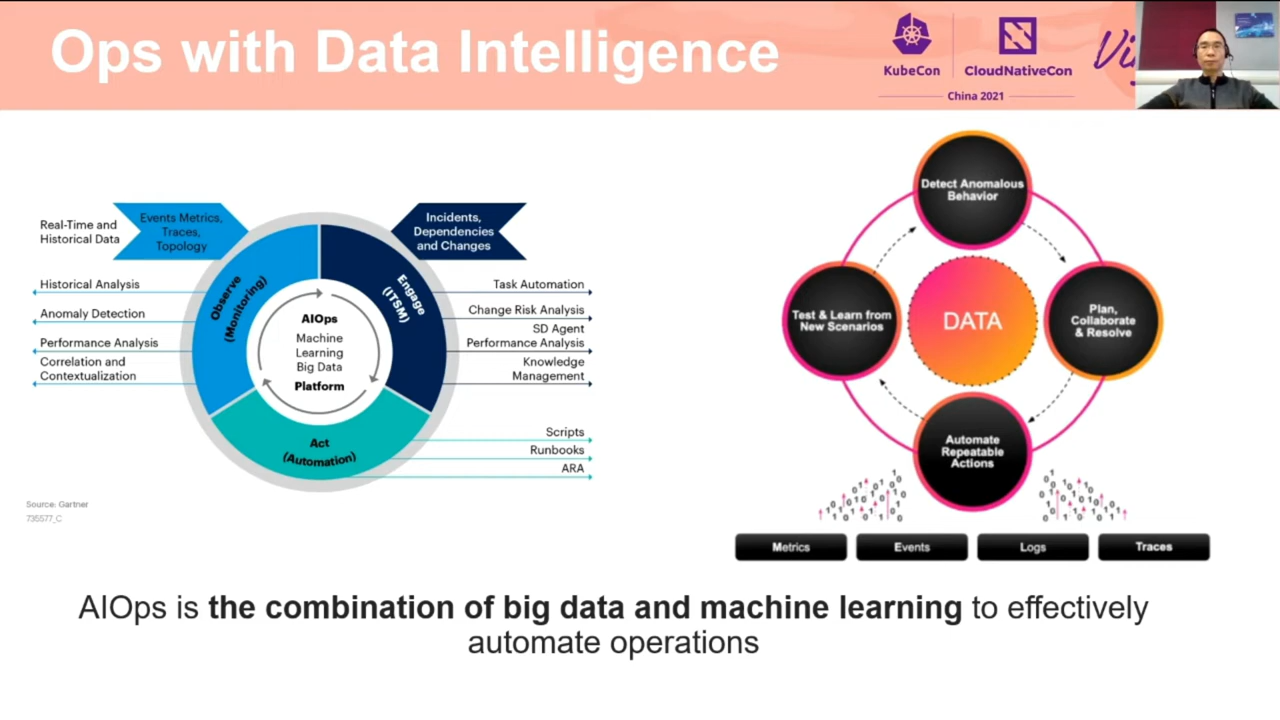 Ops with Data Intelligence
KubeCon
CloudNativeCon
China 2021
Real-Time and
Historical Data
Events Metrics,
Traces,
Topology
Incidents,
Dependencies
and Changes
Historical Analysis
Anomaly Detection
Performance Analysis
Correlation and
Contextualization
Observe
(Monitoring)
Engage
(ITSM)
AIOps
Machine
Learning
Big Data
Platform
Act
(Automation)
Task Automation
Change Risk Analysis
SD Agent
Performance Analysis
Knowledge
Management
Scripts
Runbooks
ARA
Source: Gartner
735577_C
Detect Anomalous
Behavior
Test & Learn from
New Scenarios
DATA
Plan,
Collaborate
& Resolve
Automate
Repeatable
Actions
Metrics
Events
Logs
Traces
AIOps is the combination of big data and machine learning to effectively
automate operations